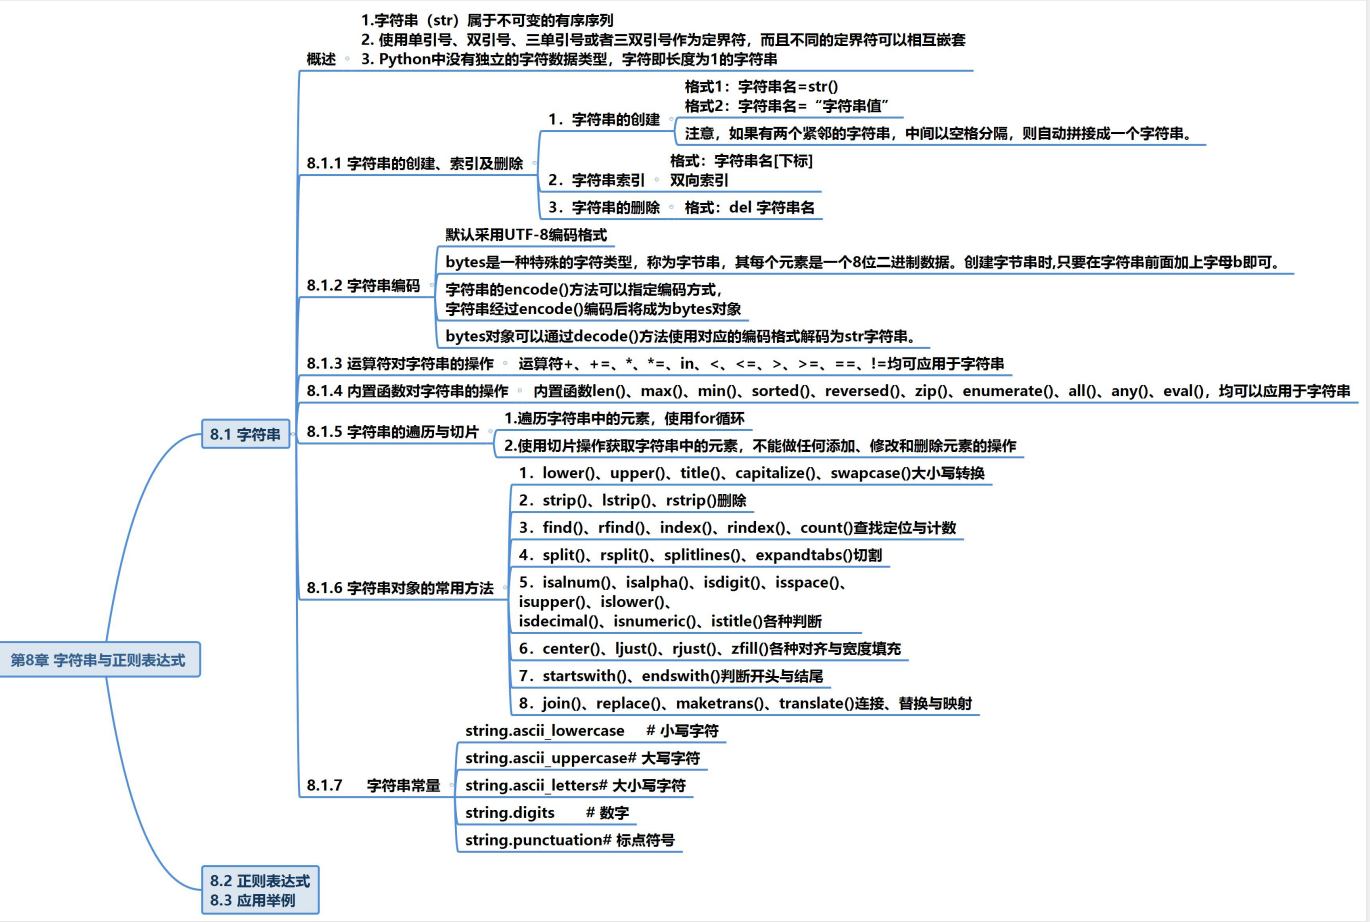 1.字符串（str）属于不可变的有序序列
2. 使用单引号、双引号、三单引号或者三双引号作为定界符，而且不同的定界符可以相互嵌套
概述
3. Python中没有独立的字符数据类型，字符即长度为1的字符串
格式1：字符串名=str()
格式2：字符串名=“字符串值”
1．字符串的创建
注意，如果有两个紧邻的字符串，中间以空格分隔，则自动拼接成一个字符串。
8.1.1 字符串的创建、索引及删除
格式：字符串名[下标]
2．字符串索引
双向索引
3．字符串的删除
格式：del 字符串名
默认采用UTF-8编码格式
bytes是一种特殊的字符类型，称为字节串，其每个元素是一个8位二进制数据。创建字节串时,只要在字符串前面加上字母b即可。
8.1.2 字符串编码
字符串的encode()方法可以指定编码方式，
字符串经过encode()编码后将成为bytes对象
bytes对象可以通过decode()方法使用对应的编码格式解码为str字符串。
8.1.3 运算符对字符串的操作
运算符+、+=、*、*=、in、<、<=、>、>=、==、!=均可应用于字符串
8.1.4 内置函数对字符串的操作
内置函数len()、max()、min()、sorted()、reversed()、zip()、enumerate()、all()、any()、eval()，均可以应用于字符串
8.1 字符串
8.1.5 字符串的遍历与切片
1.遍历字符串中的元素，使用for循环
2.使用切片操作获取字符串中的元素，不能做任何添加、修改和删除元素的操作
1．lower()、upper()、title()、capitalize()、swapcase()大小写转换
2．strip()、lstrip()、rstrip()删除
3．find()、rfind()、index()、rindex()、count()查找定位与计数
4．split()、rsplit()、splitlines()、expandtabs()切割
8.1.6 字符串对象的常用方法
5．isalnum()、isalpha()、isdigit()、isspace()、
isupper()、islower()、
isdecimal()、isnumeric()、istitle()各种判断
6．center()、ljust()、rjust()、zfill()各种对齐与宽度填充
7．startswith()、endswith()判断开头与结尾
8．join()、replace()、maketrans()、translate()连接、替换与映射
第8章 字符串与正则表达式
string.ascii_lowercase # 小写字符
string.ascii_uppercase# 大写字符
8.1.7 字符串常量
string.ascii_letters# 大小写字符
string.digits # 数字
string.punctuation# 标点符号
8.2 正则表达式
8.3 应用举例